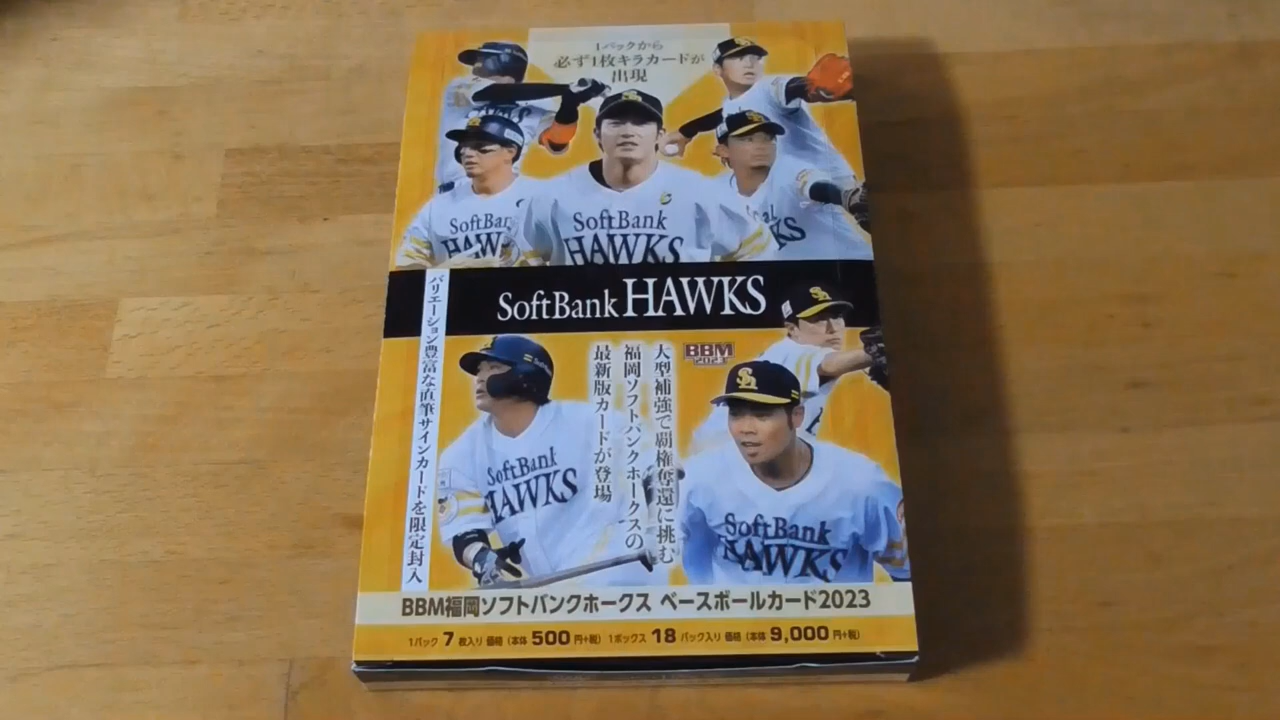 1パックから
必ず1枚キラカードが
出現
SoftBank
HAWKS
SoftBank HAWKS
バリエーション豊富な直筆サインカードを限定封入
大型補強で覇権奪還に挑む
福岡ソフトバンクホークスの
最新版カードが登場
BBM
2023
SoftBank
HAWKS
SoftBank
HAWKS
BBM福岡ソフトバンクホークス ベースボールカード2023
1パック 7 枚入り 価格(本体 500 円+税) 1ボックス 18 パック入り 価格(本体 9,000 円+税)